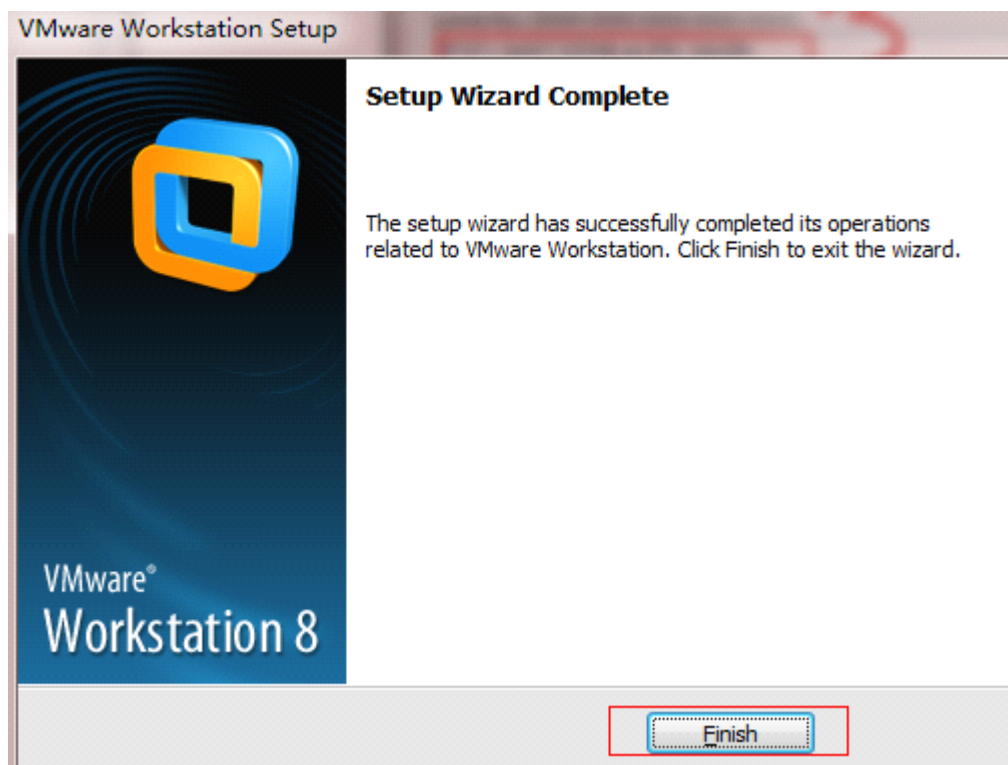 VMware Workstation Setup
Setup Wizard Complete
The setup wizard has successfully completed its operations
related to VMware Workstation. Click Finish to exit the wizard.
VMware®
Workstation 8
Finish